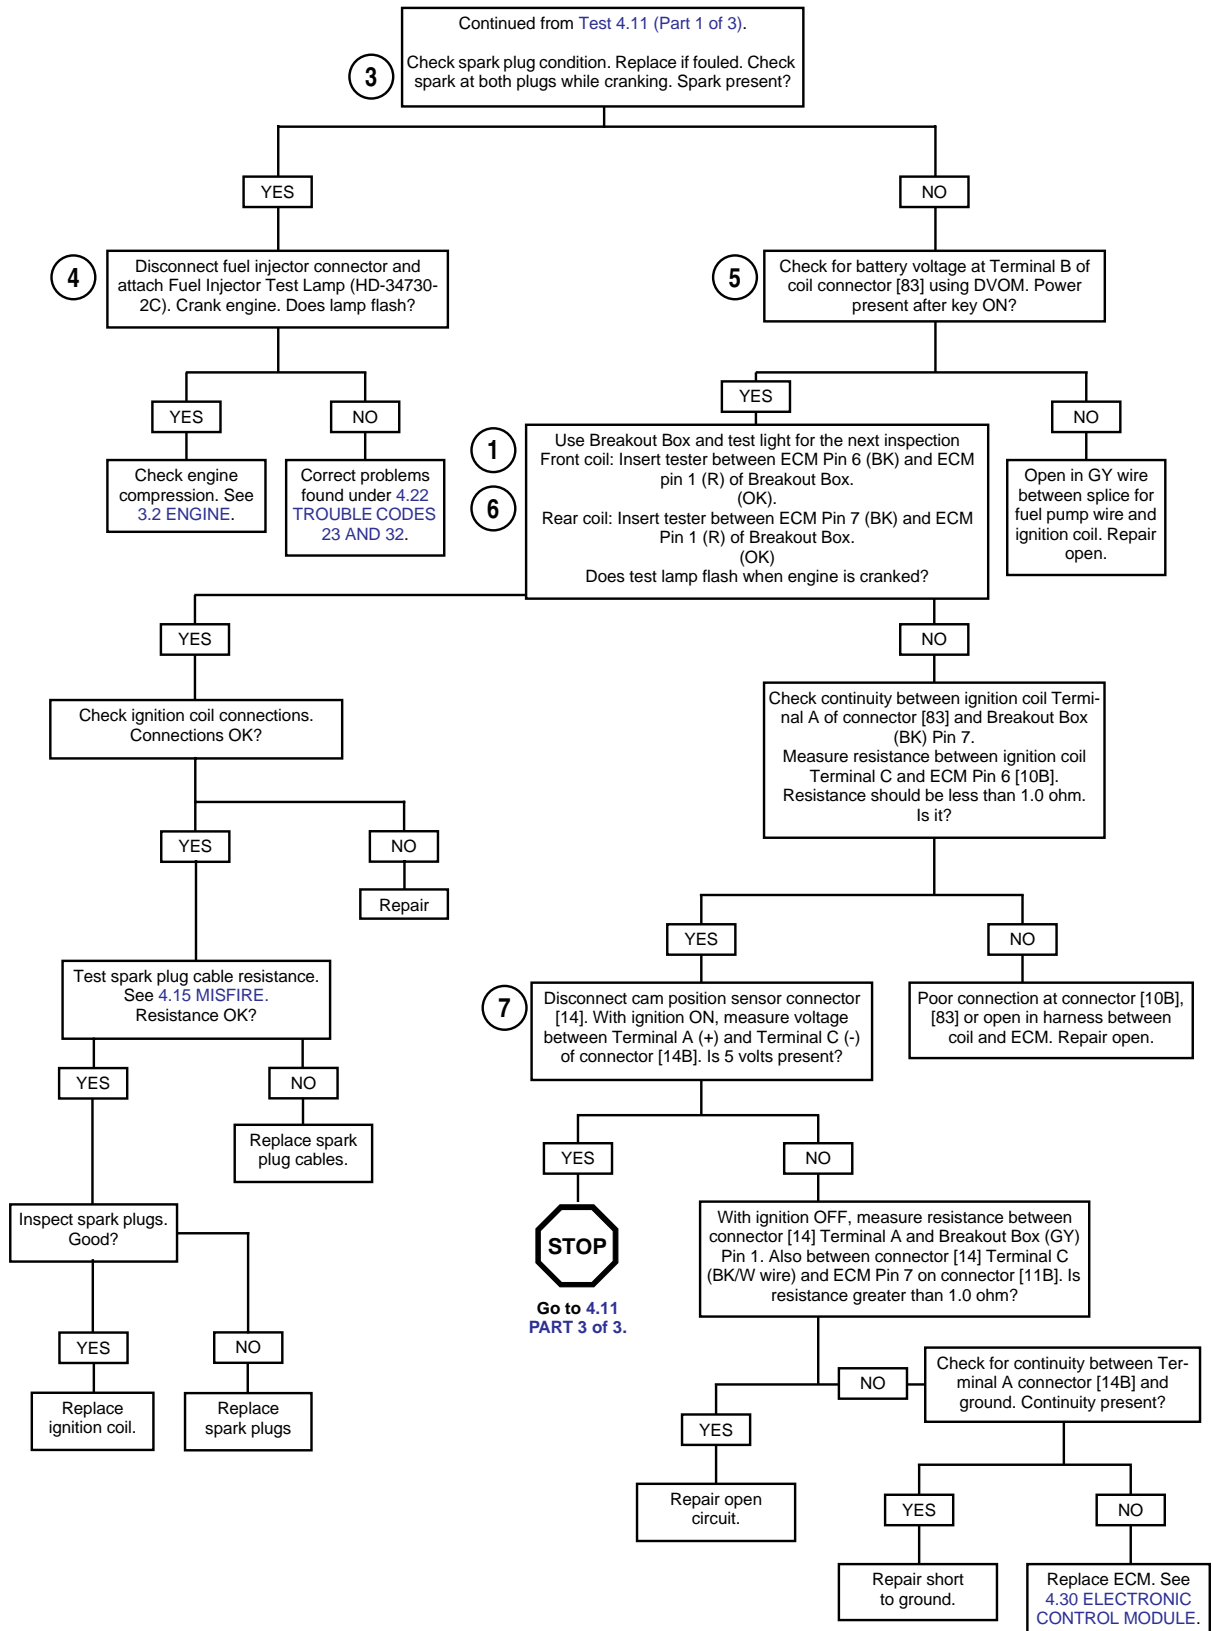 Continued from Test 4.11 (Part 1 of 3).
Check spark plug condition. Replace if fouled. Check
spark at both plugs while cranking. Spark present?
3
YES
NO
4
Disconnect fuel injector connector and
attach Fuel Injector Test Lamp (HD-34730-
2C). Crank engine. Does lamp flash?
5
Check for battery voltage at Terminal B of
coil connector [83] using DVOM. Power
present after key ON?
YES
NO
YES
NO
Check engine
compression. See
3.2 ENGINE.
Correct problems
found under 4.22
TROUBLE CODES
23 AND 32.
1
6
Use Breakout Box and test light for the next inspection
Front coil: Insert tester between ECM Pin 6 (BK) and ECM
pin 1 (R) of Breakout Box.
(OK).
Rear coil: Insert tester between ECM Pin 7 (BK) and ECM
Pin 1 (R) of Breakout Box.
(OK)
Does test lamp flash when engine is cranked?
Open in GY wire
between splice for
fuel pump wire and
ignition coil. Repair
open.
YES
NO
Check ignition coil connections.
Connections OK?
Check continuity between ignition coil Termi-
nal A of connector [83] and Breakout Box
(BK) Pin 7.
Measure resistance between ignition coil
Terminal C and ECM Pin 6 [10B].
Resistance should be less than 1.0 ohm.
Is it?
YES
NO
Repair
YES
NO
Test spark plug cable resistance.
See 4.15 MISFIRE.
Resistance OK?
7
Disconnect cam position sensor connector
[14]. With ignition ON, measure voltage
between Terminal A (+) and Terminal C (-)
of connector [14B]. Is 5 volts present?
Poor connection at connector [10B],
[83] or open in harness between
coil and ECM. Repair open.
YES
NO
Replace spark
plug cables.
YES
NO
Inspect spark plugs.
Good?
STOP
Go to 4.11
PART 3 of 3.
With ignition OFF, measure resistance between
connector [14] Terminal A and Breakout Box (GY)
Pin 1. Also between connector [14] Terminal C
(BK/W wire) and ECM Pin 7 on connector [11B]. Is
resistance greater than 1.0 ohm?
YES
NO
Replace
ignition coil.
Replace
spark plugs
YES
NO
Check for continuity between Ter-
minal A connector [14B] and
ground. Continuity present?
Repair open
circuit.
YES
NO
Repair short
to ground.
Replace ECM. See
4.30 ELECTRONIC
CONTROL MODULE.